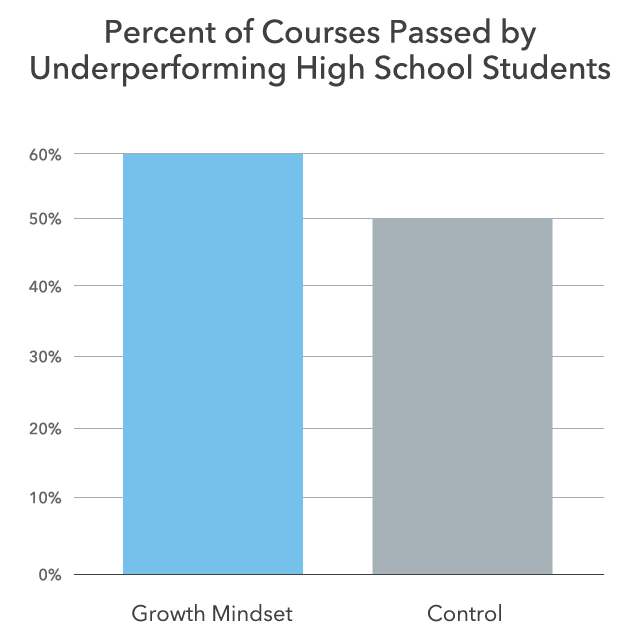 Percent of Courses Passed by
Underperforming High School Students
60%
50%
40%
30%
20%
10%
0%
Growth Mindset
Control